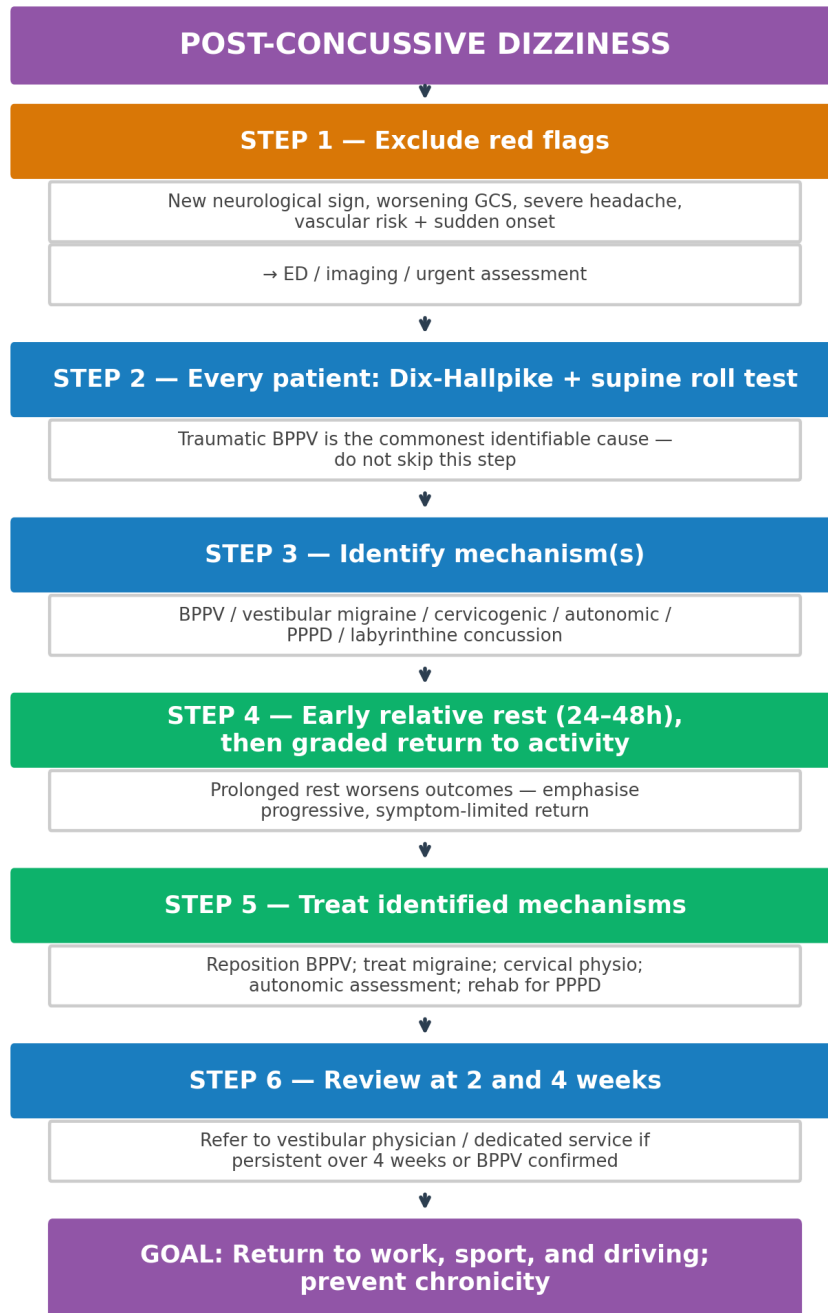 POST-CONCUSSIVE DIZZINESS
STEP 1 — Exclude red flags
New neurological sign, worsening GCS, severe headache,
vascular risk + sudden onset
→ ED / imaging / urgent assessment
STEP 2 — Every patient: Dix-Hallpike + supine roll test
Traumatic BPPV is the commonest identifiable cause —
do not skip this step
STEP 3 — Identify mechanism(s)
BPPV / vestibular migraine / cervicogenic / autonomic /
PPPD / labyrinthine concussion
STEP 4 — Early relative rest (24–48h),
then graded return to activity
Prolonged rest worsens outcomes — emphasise
progressive, symptom-limited return
STEP 5 — Treat identified mechanisms
Reposition BPPV; treat migraine; cervical physio;
autonomic assessment; rehab for PPPD
STEP 6 — Review at 2 and 4 weeks
Refer to vestibular physician / dedicated service if
persistent over 4 weeks or BPPV confirmed
GOAL: Return to work, sport, and driving;
prevent chronicity